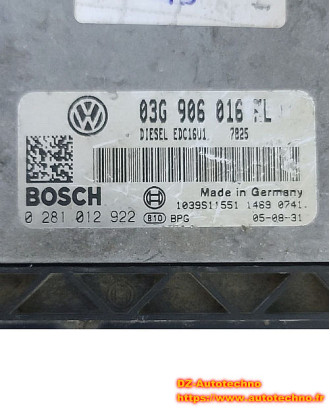 03G 906 016 FL
DIESEL EDC16U1 7825
BOSCH
Made in Germany
1039S11551 1469 0741.
0 281 012 922 B10 BPG 05-08-31
DZ-Autotechno
https://autotechno.fr